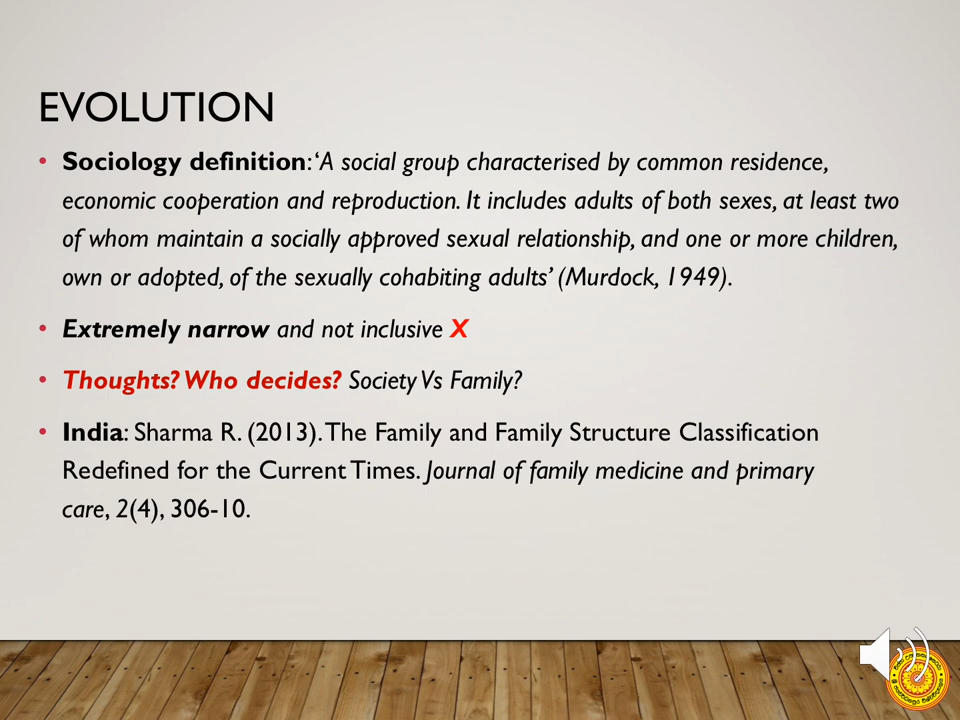 EVOLUTION
• Sociology definition: ‘A social group characterised by common residence,
economic cooperation and reproduction. It includes adults of both sexes, at least two
of whom maintain a socially approved sexual relationship, and one or more children,
own or adopted, of the sexually cohabiting adults’ (Murdock, 1949).
• Extremely narrow and not inclusive X
• Thoughts? Who decides? Society Vs Family?
• India: Sharma R. (2013). The Family and Family Structure Classification
Redefined for the Current Times. Journal of family medicine and primary
care, 2(4), 306-10.